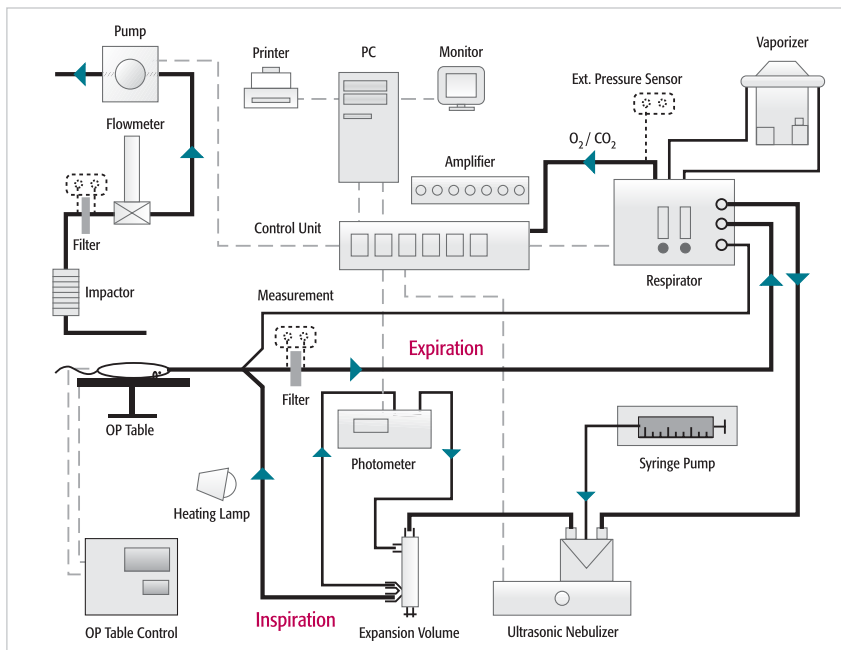 Pump
Printer
PC
Monitor
Vaporizer
Ext. Pressure Sensor
Flowmeter
O₂/ CO₂
Amplifier
Control Unit
Filter
Respirator
Impactor
Measurement
Expiration
Filter
OP Table
Photometer
Syringe Pump
Heating Lamp
Inspiration
OP Table Control
Expansion Volume
Ultrasonic Nebulizer